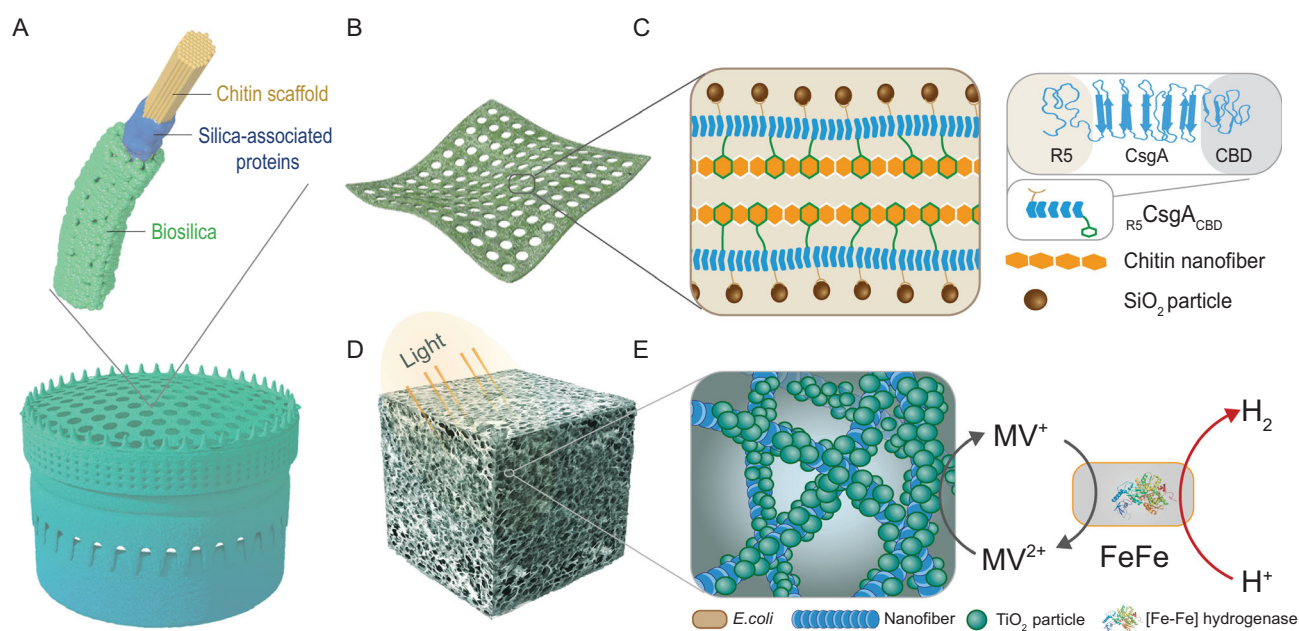 A
Chitin scaffold
Silica-associated
proteins
Biosilica
B
C
R5
CsgA
CBD
R5CsgACBD
Chitin nanofiber
SiO2 particle
D
Light
E
MV+
MV2+
FeFe
H2
H+
E.coli
Nanofiber
TiO2 particle
[Fe-Fe] hydrogenase